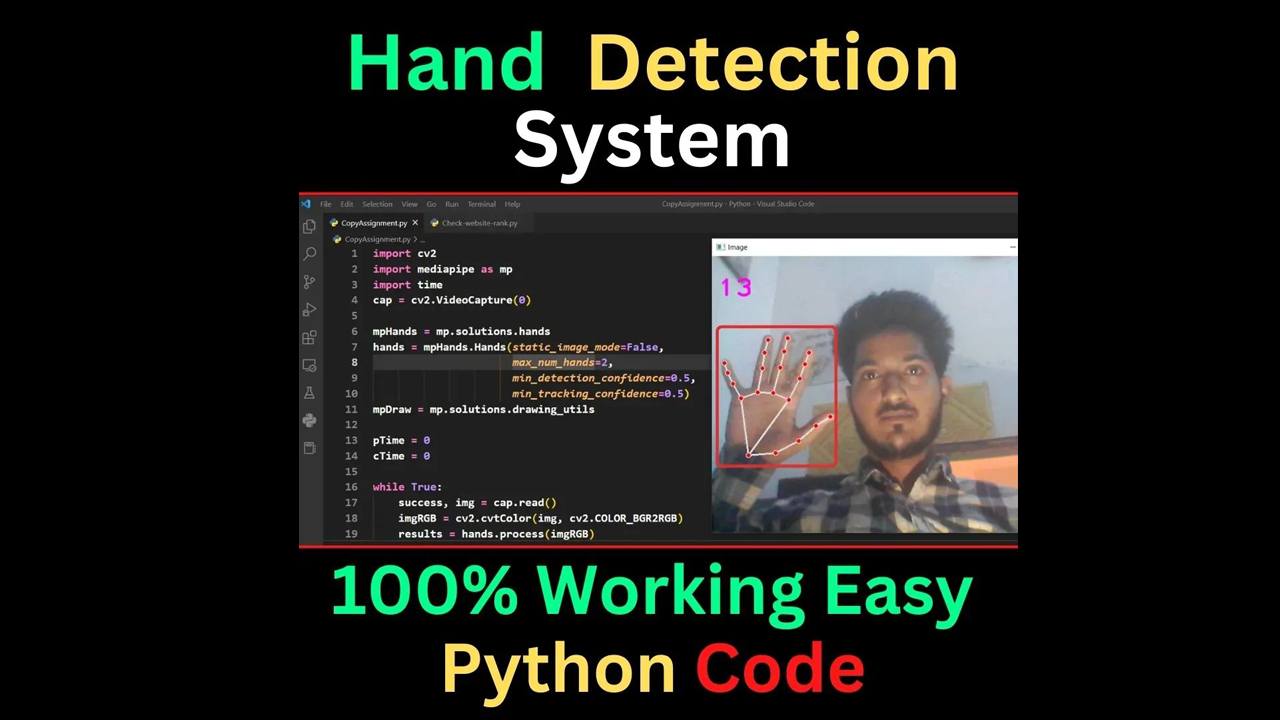 Hand Detection
System
File Edit Selection View Go Run Terminal Help
CopyAssignment.py - Python - Visual Studio Code
CopyAssignment.py × Check-website-rank.py
CopyAssignment.py > ...
1 import cv2
2 import mediapipe as mp
3 import time
4 cap = cv2.VideoCapture(0)
5
6 mpHands = mp.solutions.hands
7 hands = mpHands.Hands(static_image_mode=False,
8 max_num_hands=2,
9 min_detection_confidence=0.5,
10 min_tracking_confidence=0.5)
11 mpDraw = mp.solutions.drawing_utils
12
13 pTime = 0
14 cTime = 0
15
16 while True:
17 success, img = cap.read()
18 imgRGB = cv2.cvtColor(img, cv2.COLOR_BGR2RGB)
19 results = hands.process(imgRGB)
Image
13
100% Working Easy
Python Code